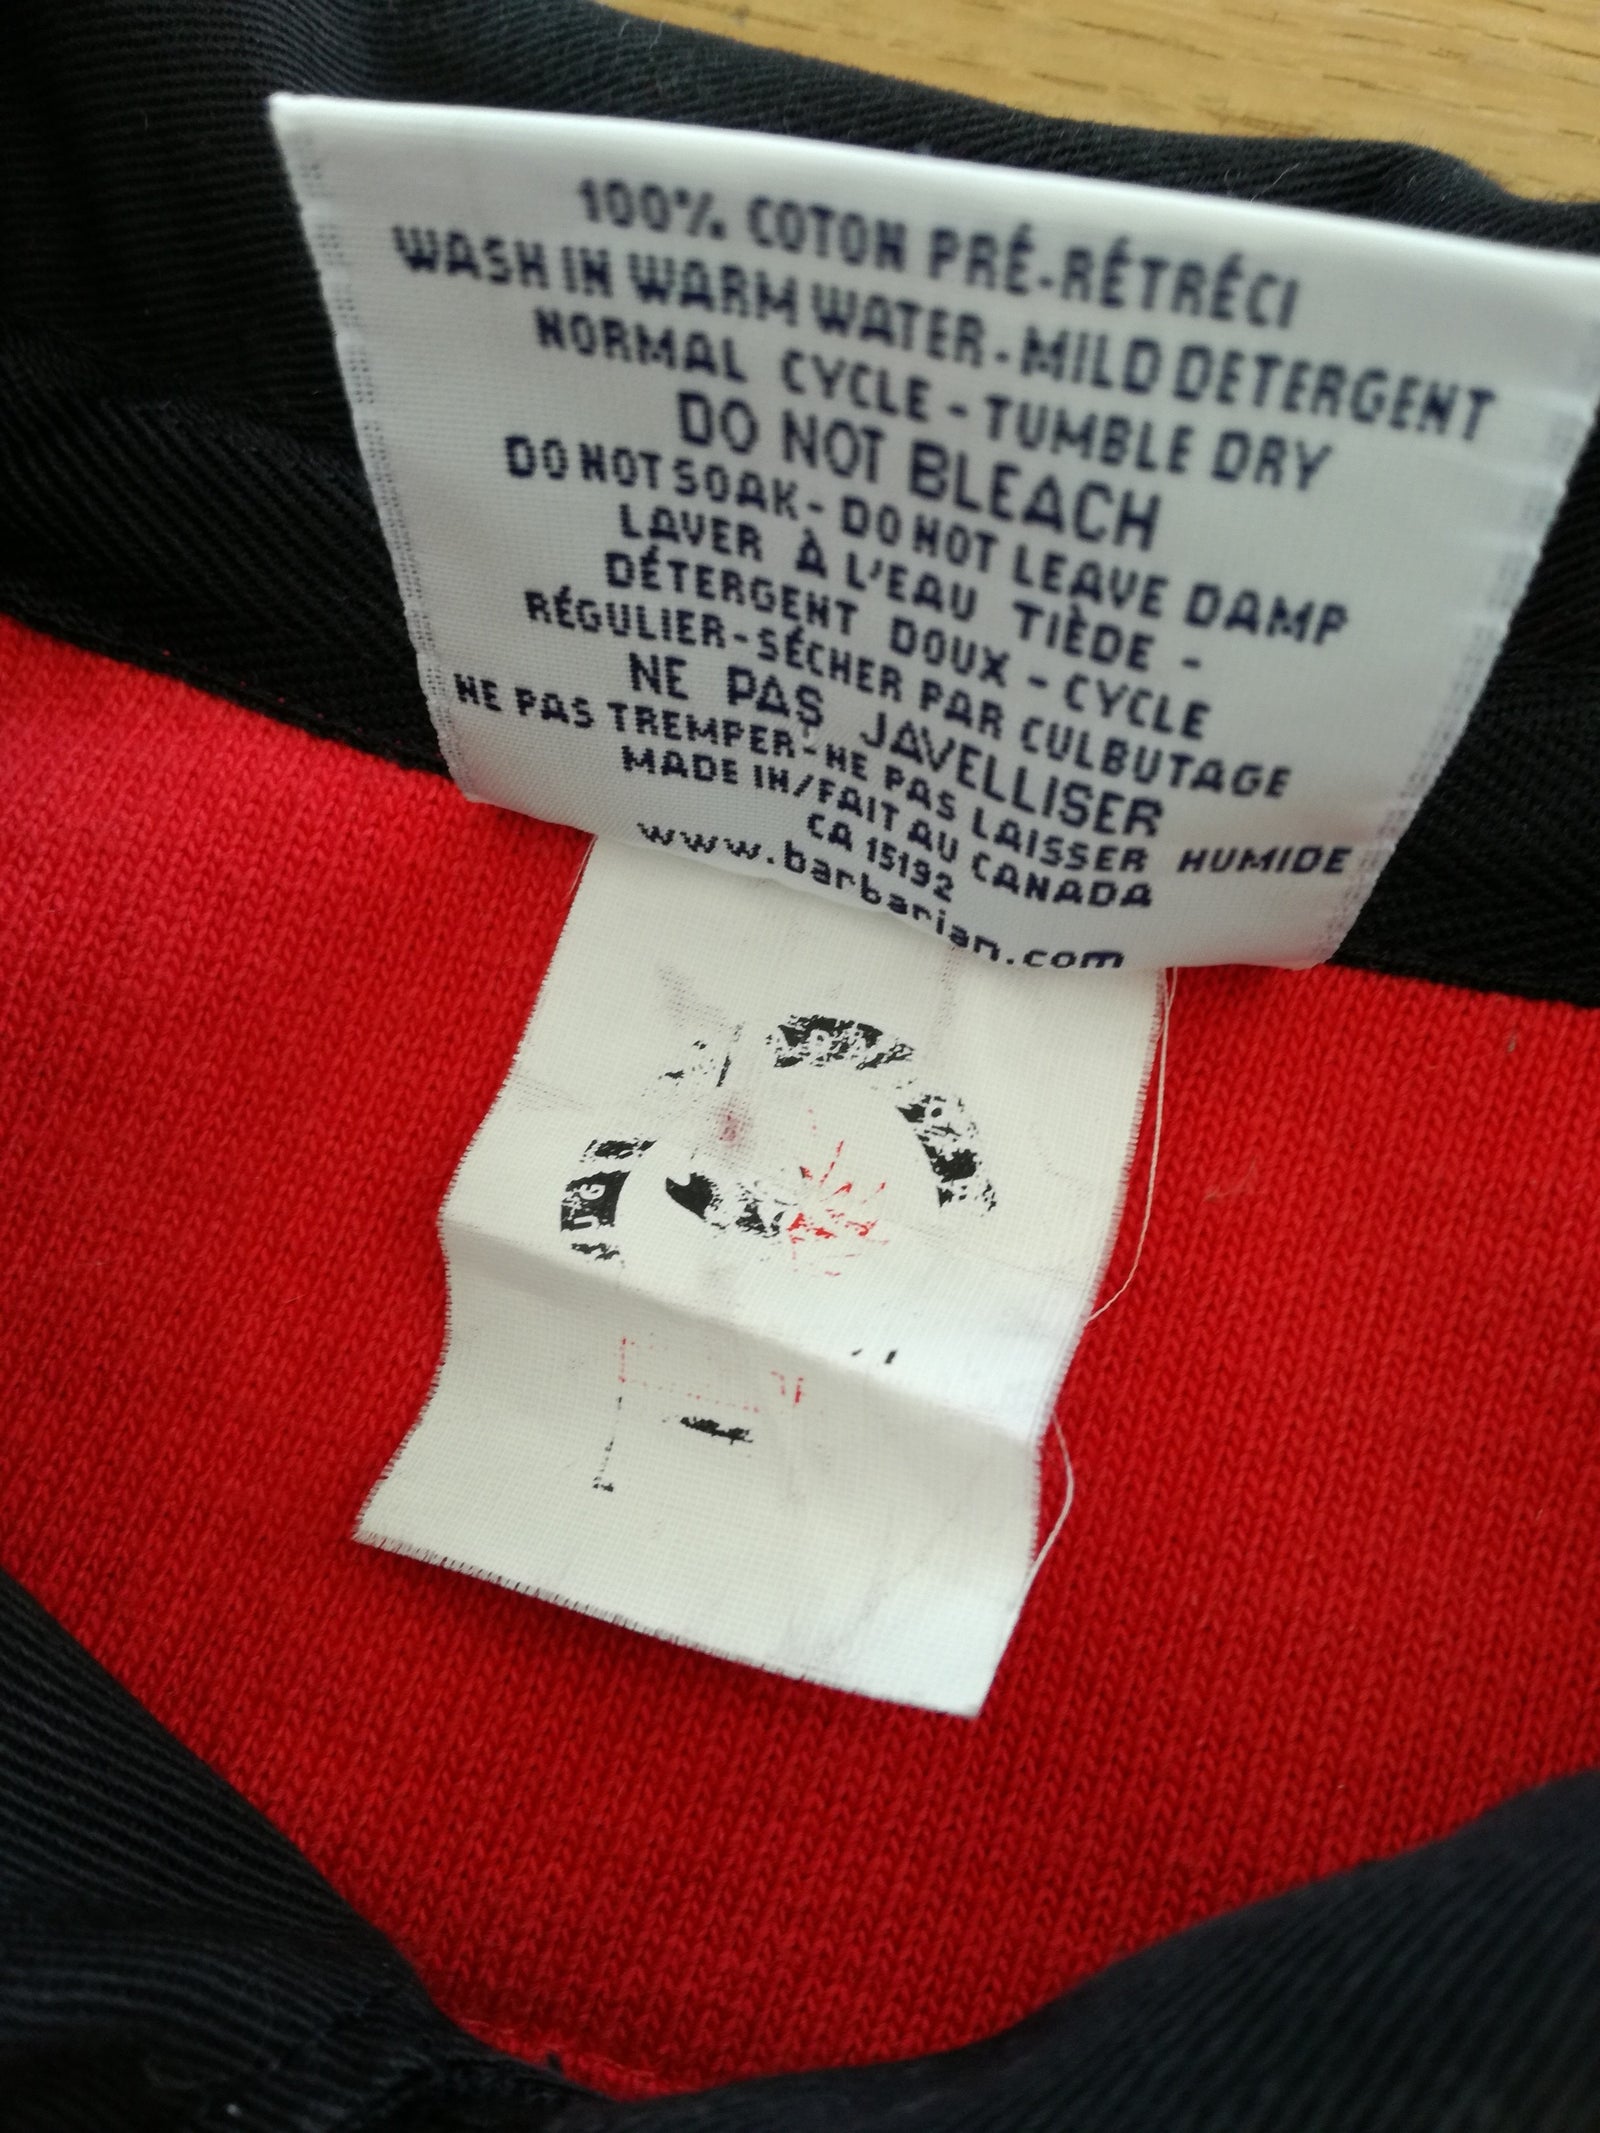 100% COTON PRÉ-RÉTRÉCI
WASH IN WARM WATER - MILD DETERGENT
NORMAL CYCLE - TUMBLE DRY
DO NOT BLEACH
DO NOT SOAK - DO NOT LEAVE DAMP
LAVER À L'EAU TIÈDE -
DÉTERGENT DOUX - CYCLE
RÉGULIER - SÉCHER PAR CULBUTAGE
NE PAS JAVELLISER
NE PAS TREMPER - NE PAS LAISSER HUMIDE
MADE IN/FAIT AU CANADA
CA 15192
www.barbarian.com